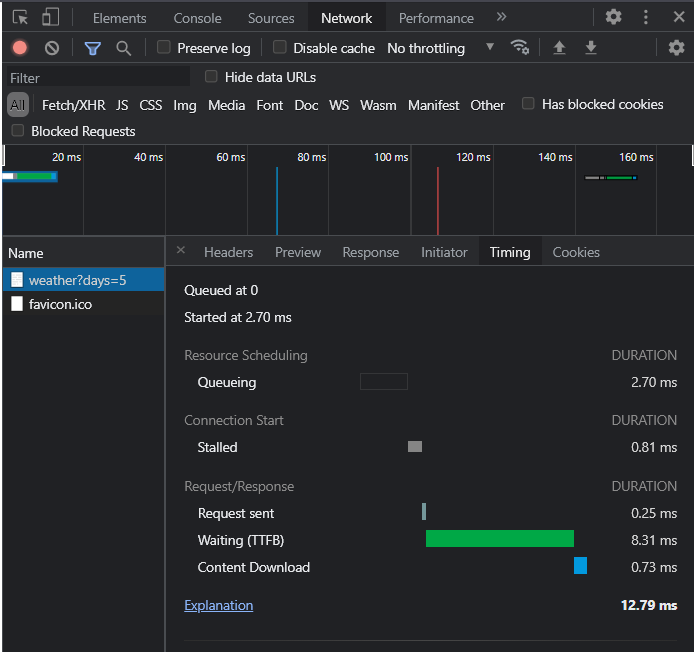 Elements Console Sources Network Performance »
Preserve log Disable cache No throttling
Filter Hide data URLs
All Fetch/XHR JS CSS Img Media Font Doc WS Wasm Manifest Other Has blocked cookies
Blocked Requests
20 ms 40 ms 60 ms 80 ms 100 ms 120 ms 140 ms 160 ms
Name
weather?days=5
favicon.ico
× Headers Preview Response Initiator Timing Cookies
Queued at 0
Started at 2.70 ms
Resource Scheduling DURATION
Queueing 2.70 ms
Connection Start DURATION
Stalled 0.81 ms
Request/Response DURATION
Request sent 0.25 ms
Waiting (TTFB) 8.31 ms
Content Download 0.73 ms
Explanation 12.79 ms